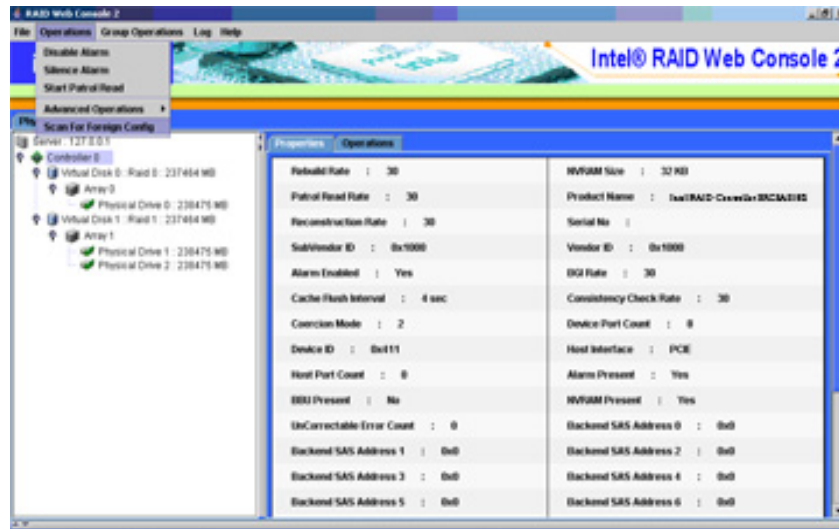 RAID Web Console 2
File Operations Group Operations Log Help
Disable Alarm
Silence Alarm
Start Patrol Read
Advanced Operations
Scan For Foreign Config
Intel® RAID Web Console 2
Server : 127.0.0.1
Controller 0
Virtual Disk 0 : Raid 0 : 237464 MB
Array 0
Physical Drive 0 : 238475 MB
Virtual Disk 1 : Raid 1 : 237464 MB
Array 1
Physical Drive 1 : 238475 MB
Physical Drive 2 : 238475 MB
Properties Operations
Rebuild Rate : 30 NVRAM Size : 32 KB
Patrol Read Rate : 30 Product Name :
Reconstruction Rate : 30 Serial No :
SubVendor ID : 0x1000 Vendor ID : 0x1000
Alarm Enabled : Yes BGI Rate : 30
Cache Flush Interval : 4 sec Consistency Check Rate : 30
Coercion Mode : 2 Device Port Count : 8
Device ID : 0x411 Host Interface : PCIE
Host Port Count : 0 Alarm Present : Yes
BBU Present : No NVRAM Present : Yes
UnCorrectable Error Count : 0 Backend SAS Address 0 : 0x0
Backend SAS Address 1 : 0x0 Backend SAS Address 2 : 0x0
Backend SAS Address 3 : 0x0 Backend SAS Address 4 : 0x0
Backend SAS Address 5 : 0x0 Backend SAS Address 6 : 0x0